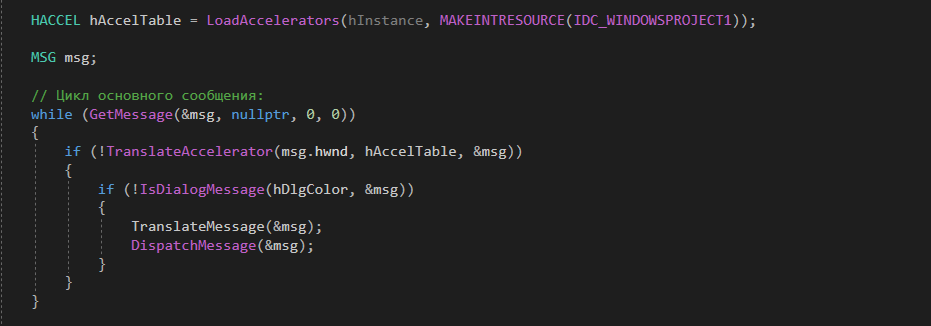 HACCEL hAccelTable = LoadAccelerators(hInstance, MAKEINTRESOURCE(IDC_WINDOWSPROJECT1));
MSG msg;
// Цикл основного сообщения:
while (GetMessage(&msg, nullptr, 0, 0))
{
if (!TranslateAccelerator(msg.hwnd, hAccelTable, &msg))
{
if (!IsDialogMessage(hDlgColor, &msg))
{
TranslateMessage(&msg);
DispatchMessage(&msg);
}
}
}